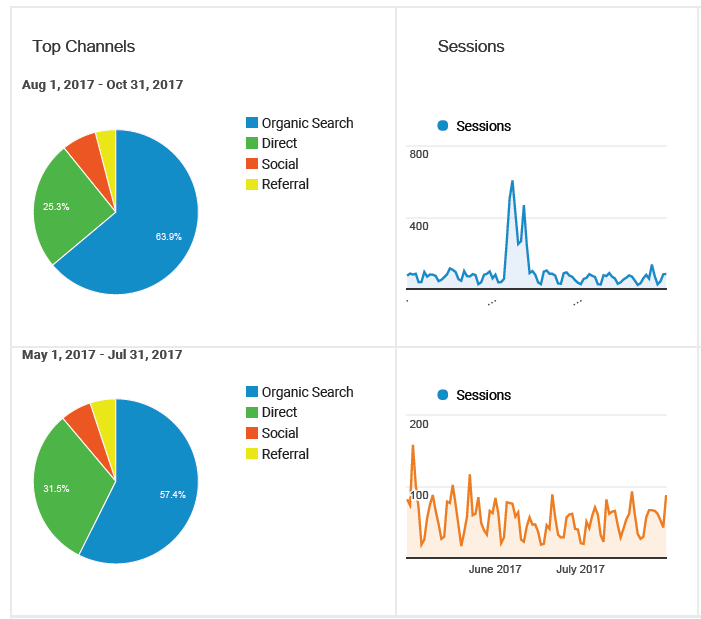 Top Channels
Aug 1, 2017 - Oct 31, 2017
Organic Search
Direct
Social
Referral
25.3%
63.9%
Sessions
Sessions
800
400
...
...
May 1, 2017 - Jul 31, 2017
Organic Search
Direct
Social
Referral
31.5%
57.4%
Sessions
200
100
June 2017
July 2017